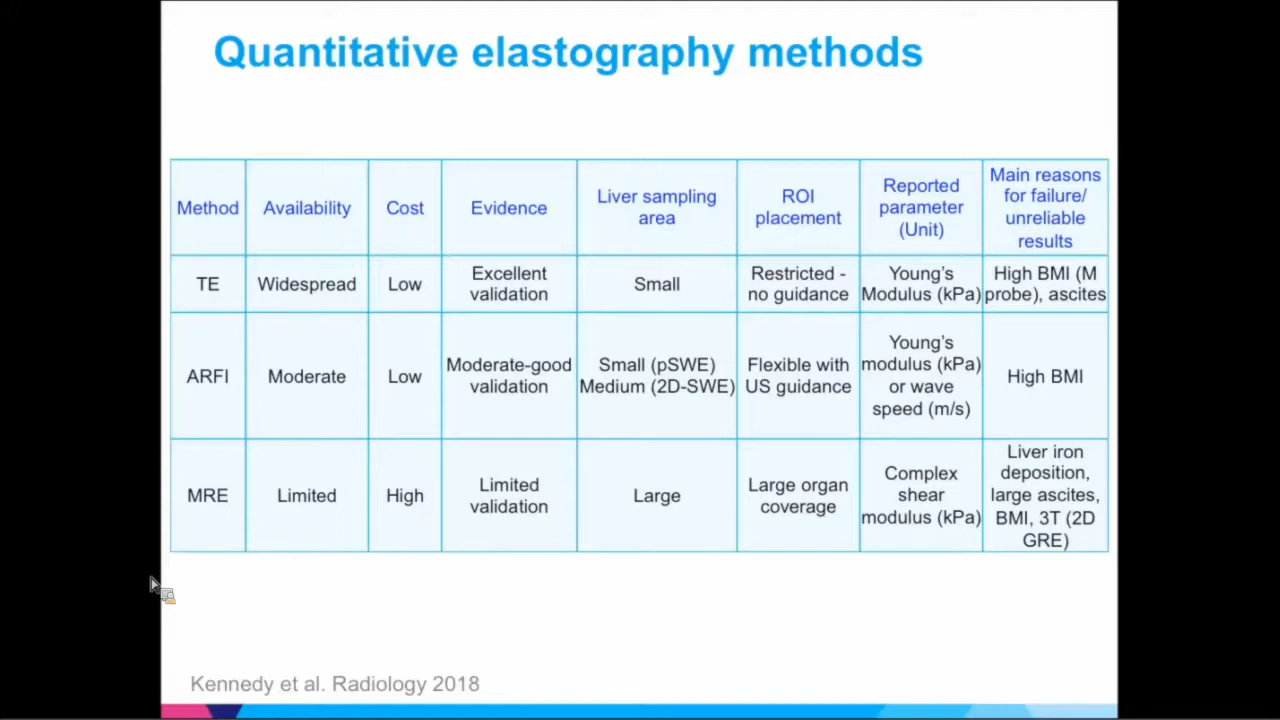 Quantitative elastography methods
Method
Availability
Cost
Evidence
Liver sampling
area
ROI
placement
Reported
parameter
(Unit)
Main reasons
for failure/
unreliable
results
TE
Widespread
Low
Excellent
validation
Small
Restricted -
no guidance
Young's
Modulus (kPa)
High BMI (M
probe), ascites
ARFI
Moderate
Low
Moderate-good
validation
Small (pSWE)
Medium (2D-SWE)
Flexible with
US guidance
Young's
modulus (kPa)
or wave
speed (m/s)
High BMI
MRE
Limited
High
Limited
validation
Large
Large organ
coverage
Complex
shear
modulus (kPa)
Liver iron
deposition,
large ascites,
BMI, 3T (2D
GRE)
Kennedy et al. Radiology 2018